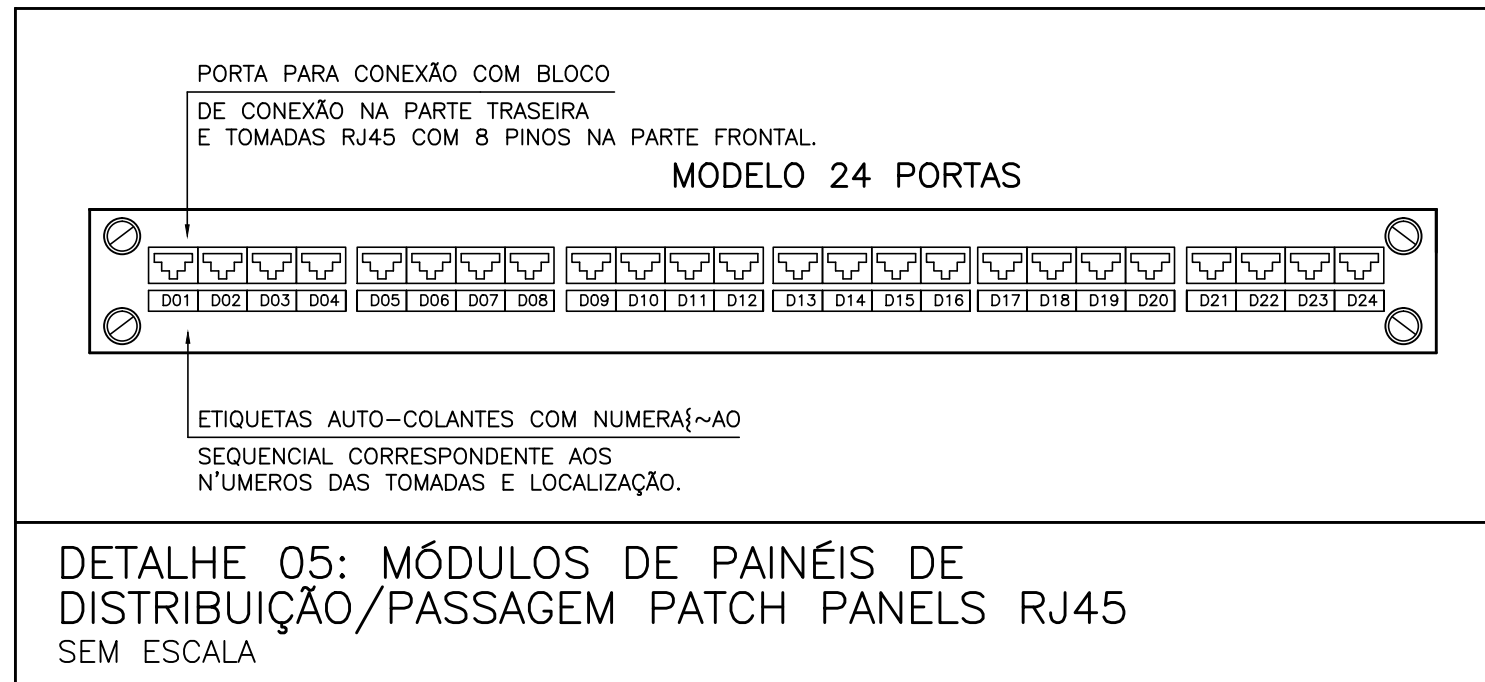 PORTA PARA CONEXÃO COM BLOCO
DE CONEXÃO NA PARTE TRASEIRA
E TOMADAS RJ45 COM 8 PINOS NA PARTE FRONTAL.
MODELO 24 PORTAS
D01 D02 D03 D04 D05 D06 D07 D08 D09 D10 D11 D12 D13 D14 D15 D16 D17 D18 D19 D20 D21 D22 D23 D24
ETIQUETAS AUTO-COLANTES COM NUMERA{~AO
SEQUENCIAL CORRESPONDENTE AOS
N'UMEROS DAS TOMADAS E LOCALIZAÇÃO.
DETALHE 05: MÓDULOS DE PAINÉIS DE
DISTRIBUIÇÃO/PASSAGEM PATCH PANELS RJ45
SEM ESCALA